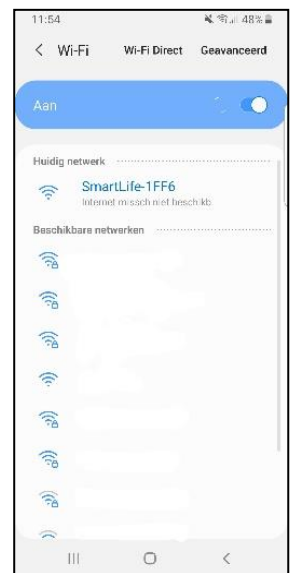 11:54 48%
Wi-Fi Wi-Fi Direct Geavanceerd
Aan
Huidig netwerk
SmartLife-1FF6
Internet missch niet beschikb.
Beschikbare netwerken